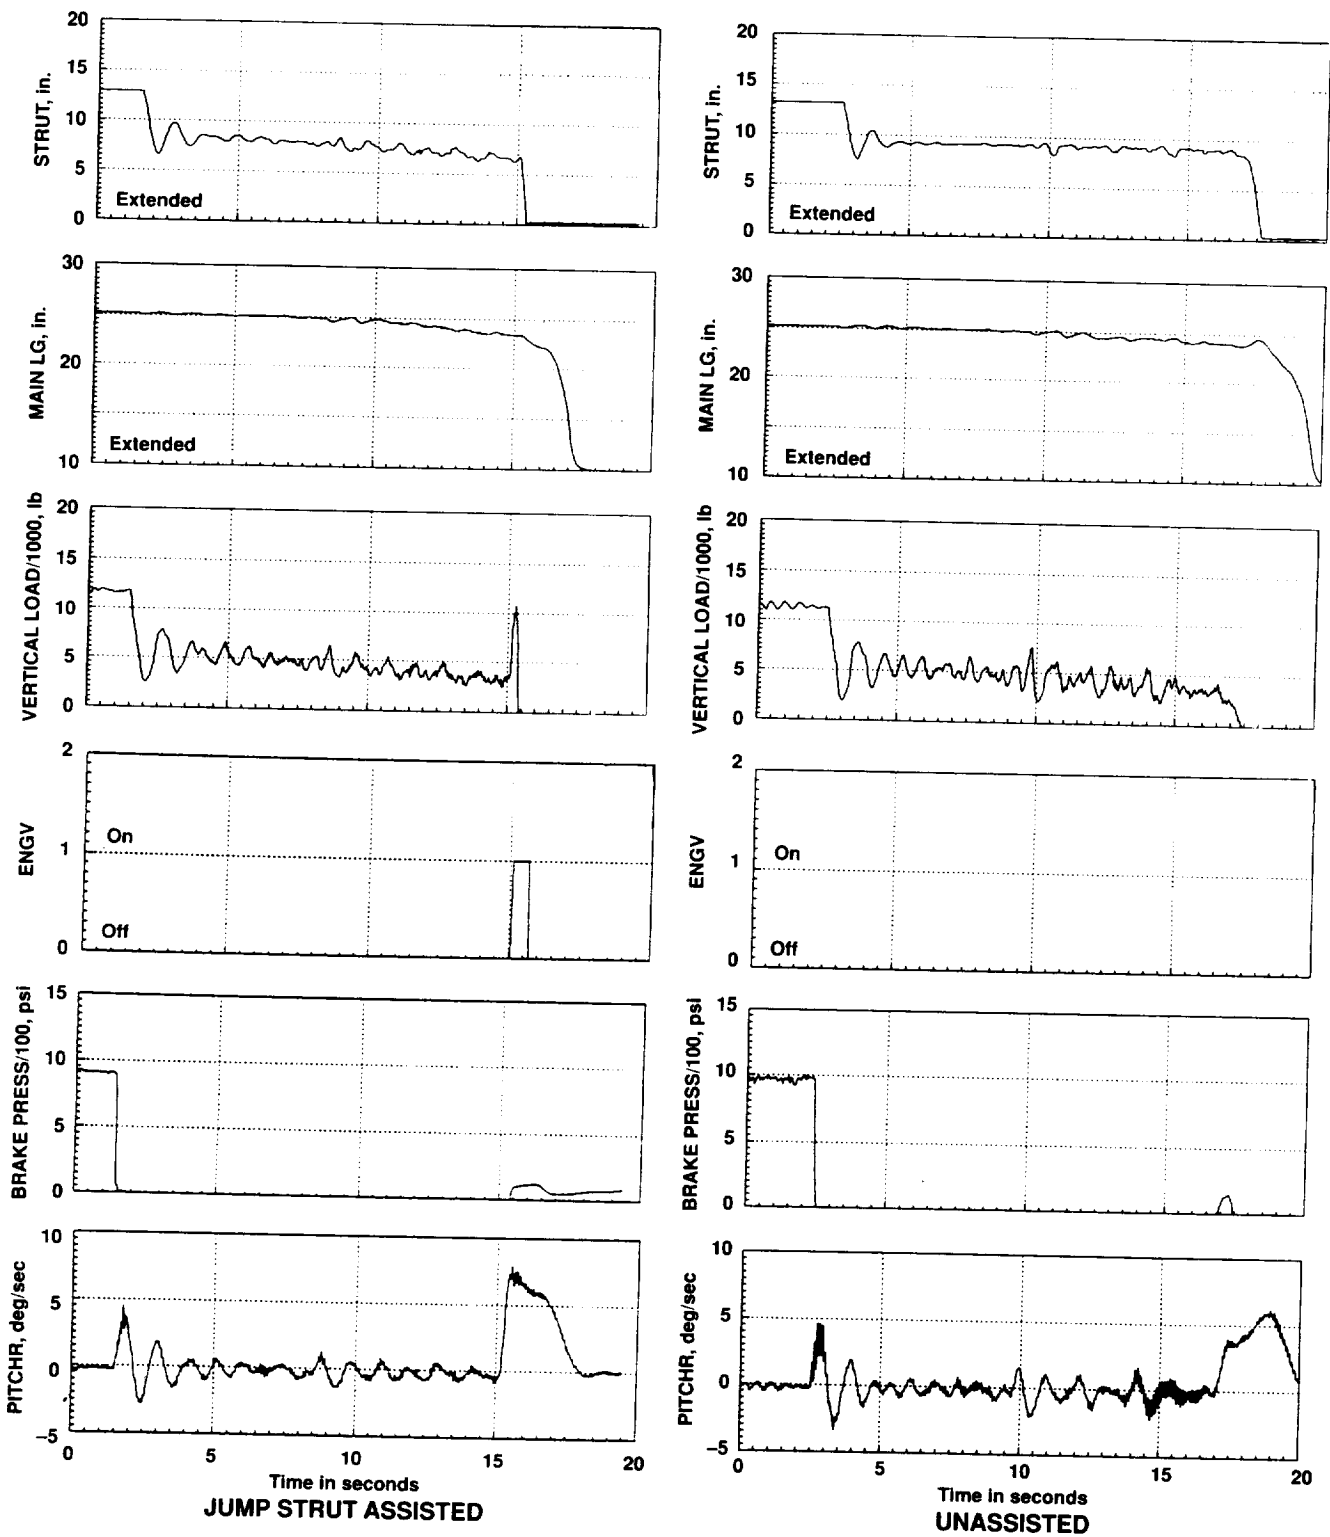 20
15
10
5
0
STRUT, in.
Extended
30
20
10
MAIN LG, in.
Extended
20
15
10
5
0
VERTICAL LOAD/1000, lb
2
1
0
ENGV
On
Off
15
10
5
0
BRAKE PRESS/100, psi
10
5
0
−5
PITCHR, deg/sec
0 5 10 15 20
Time in seconds
JUMP STRUT ASSISTED
20
15
10
5
0
STRUT, in.
Extended
30
20
10
MAIN LG, in.
Extended
20
15
10
5
0
VERTICAL LOAD/1000, lb
2
1
0
ENGV
On
Off
15
10
5
0
BRAKE PRESS/100, psi
10
5
0
−5
PITCHR, deg/sec
0 5 10 15 20
Time in seconds
UNASSISTED